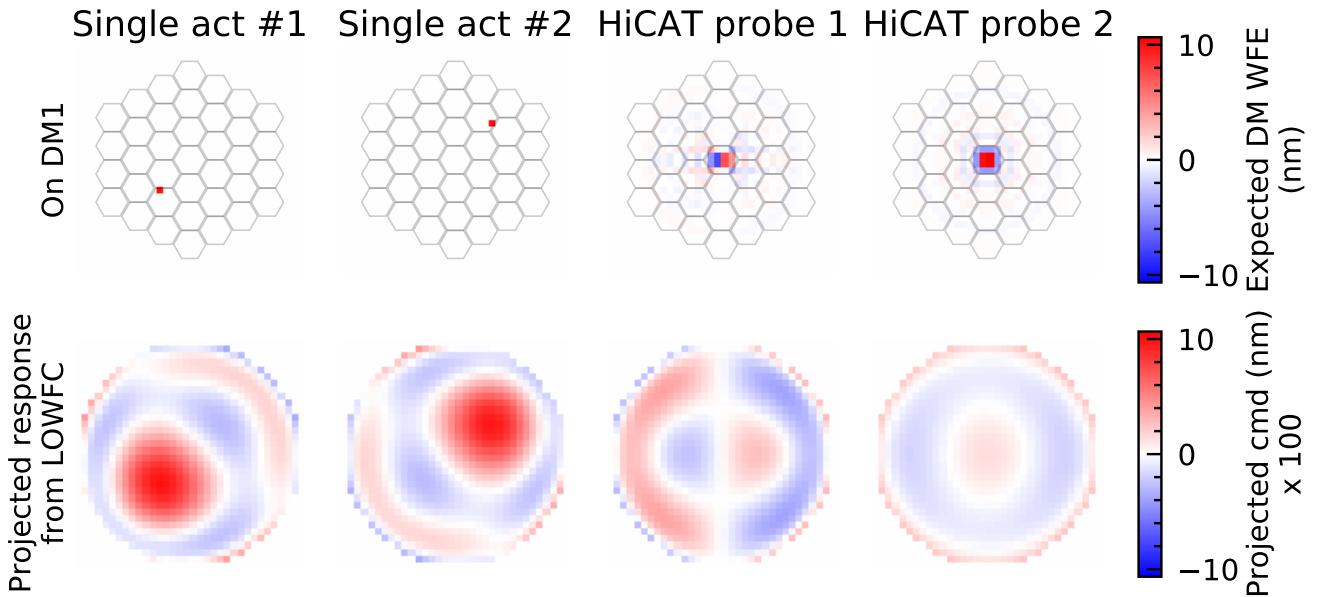 Single act #1 Single act #2 HiCAT probe 1 HiCAT probe 2
On DM1
10
0
−10
Expected DM WFE
(nm)
Projected response
from LOWFC
10
0
−10
Projected cmd (nm)
x 100